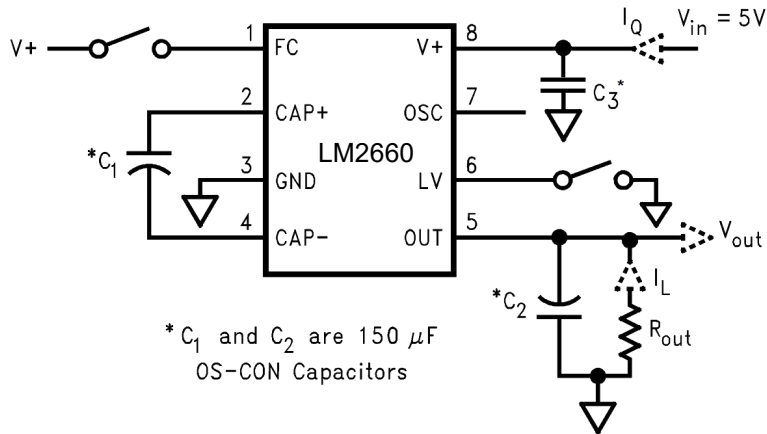 V+
1
FC
V+
8
I_Q
V_in = 5V
C_3*
2
CAP+
OSC
7
*C_1
LM2660
3
GND
LV
6
4
CAP-
OUT
5
V_out
I_L
*C_2
R_out
*C_1 and C_2 are 150 μF
OS-CON Capacitors